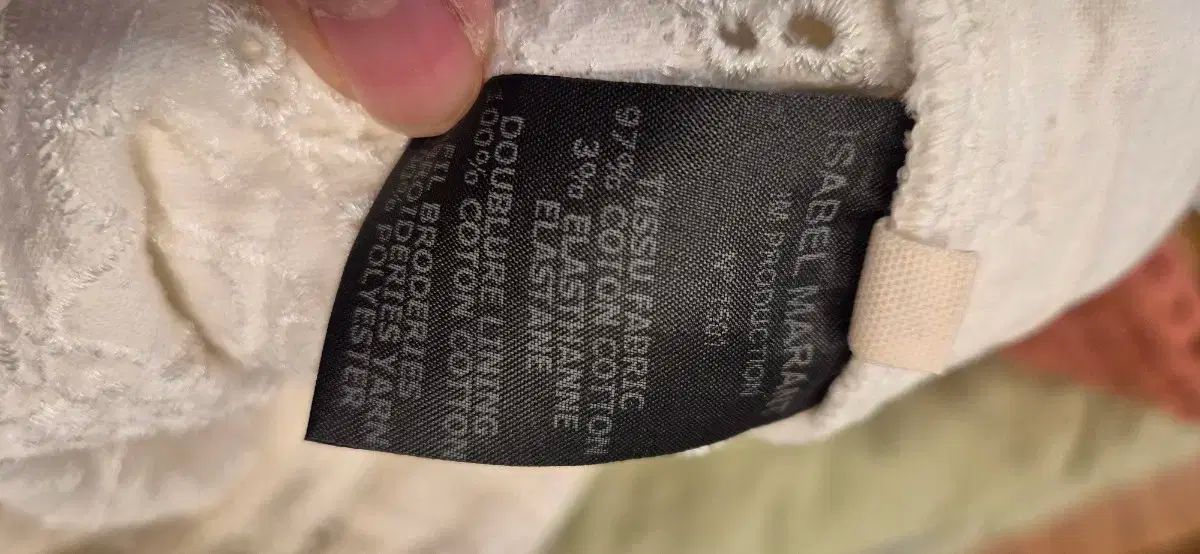 ISABEL MARANT
IM PRODUCTION
TISSU FABRIC
97% COTON COTTON
3% ELASTHANNE
ELASTANE
DOUBLURE LINING
100% COTON COTTON
FIL BRODERIES
EMBROIDERIES YARN
POLYESTER